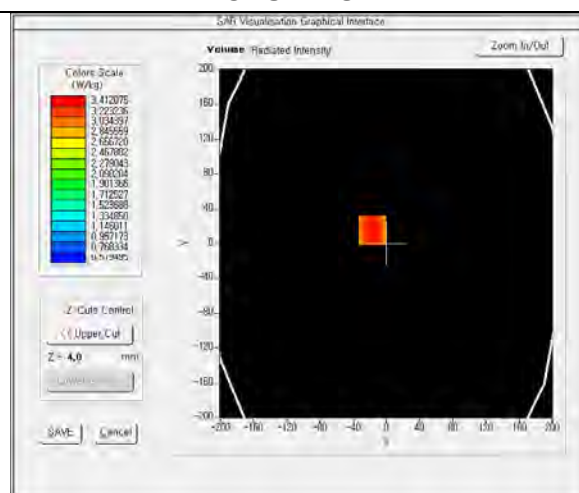 SAR Visualisation Graphical Interface
Volume Radiated Intensity
Zoom In/Out
Colors Scale
(W/kg)
3.412075
3.223236
3.034397
2.845559
2.656720
2.467882
2.279043
2.090204
1.901366
1.712527
1.523688
1.334850
1.146011
0.957173
0.768334
0.579495
Z Cuts Control
<< Upper Cut
Z = 4.0 mm
SAVE
Cancel
200
160
120
80
40
0
-40
-80
-120
-160
-200
Y
-200 -160 -120 -80 -40 0 40 80 120 160 200
X